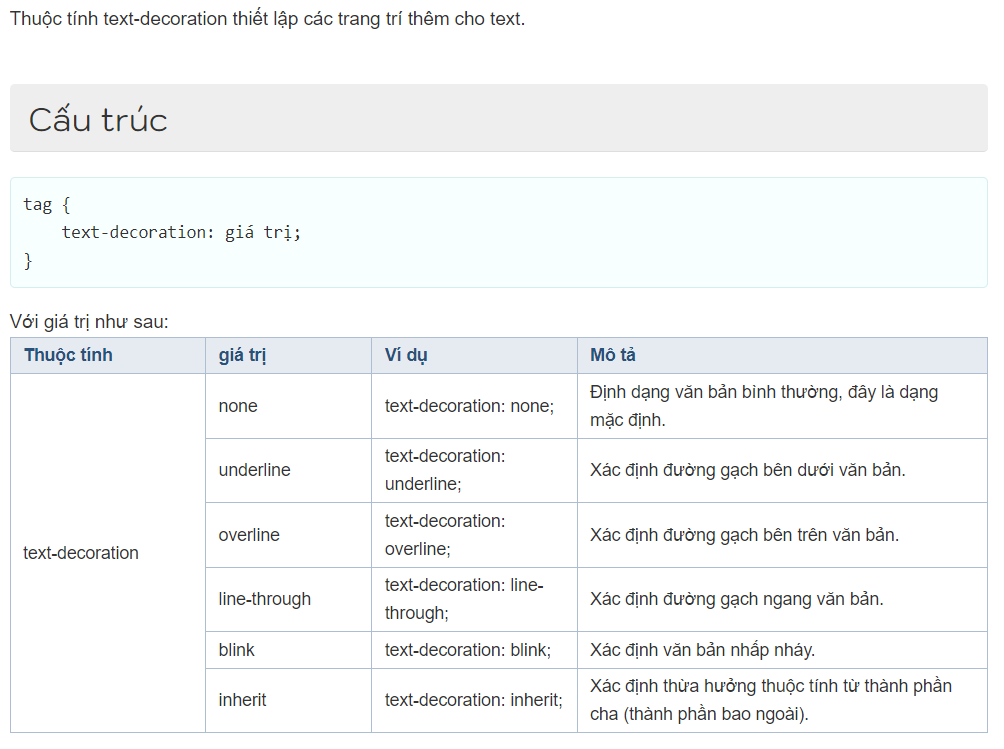 Thuộc tính text-decoration thiết lập các trang trí thêm cho text.
Cấu trúc
tag {
    text-decoration: giá trị;
}
Với giá trị như sau:
Thuộc tính giá trị Ví dụ Mô tả
text-decoration
none
text-decoration: none;
Định dạng văn bản bình thường, đây là dạng
mặc định.
underline
text-decoration:
underline;
Xác định đường gạch bên dưới văn bản.
overline
text-decoration:
overline;
Xác định đường gạch bên trên văn bản.
line-through
text-decoration: line-
through;
Xác định đường gạch ngang văn bản.
blink
text-decoration: blink;
Xác định văn bản nhấp nháy.
inherit
text-decoration: inherit;
Xác định thừa hưởng thuộc tính từ thành phần
cha (thành phần bao ngoài).